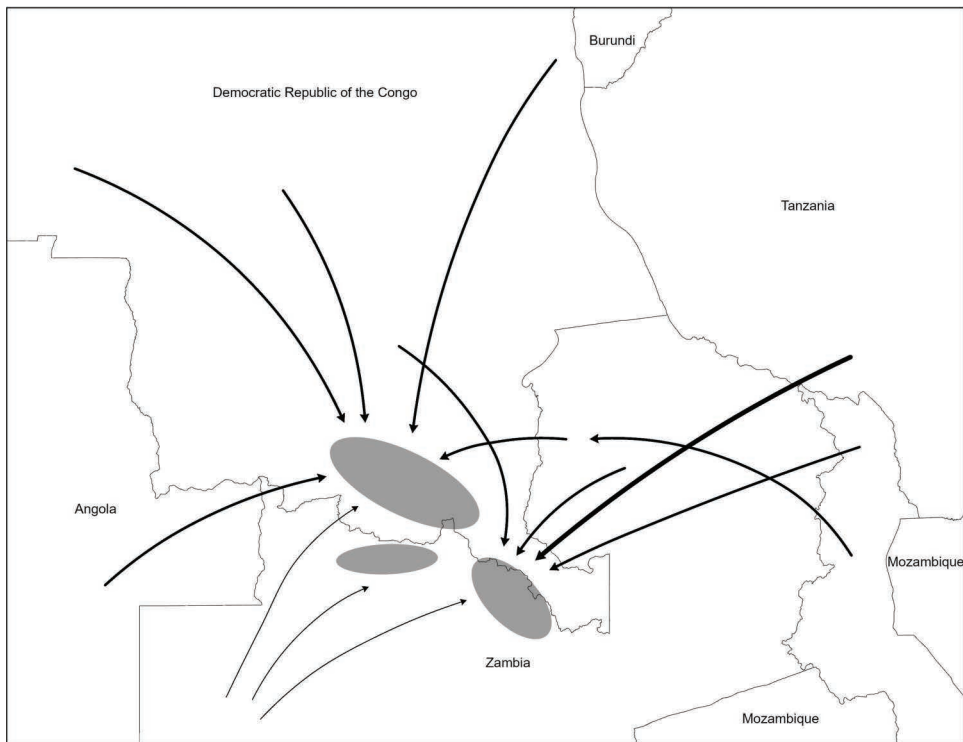 Burundi
Democratic Republic of the Congo
Tanzania
Angola
Mozambique
Zambia
Mozambique